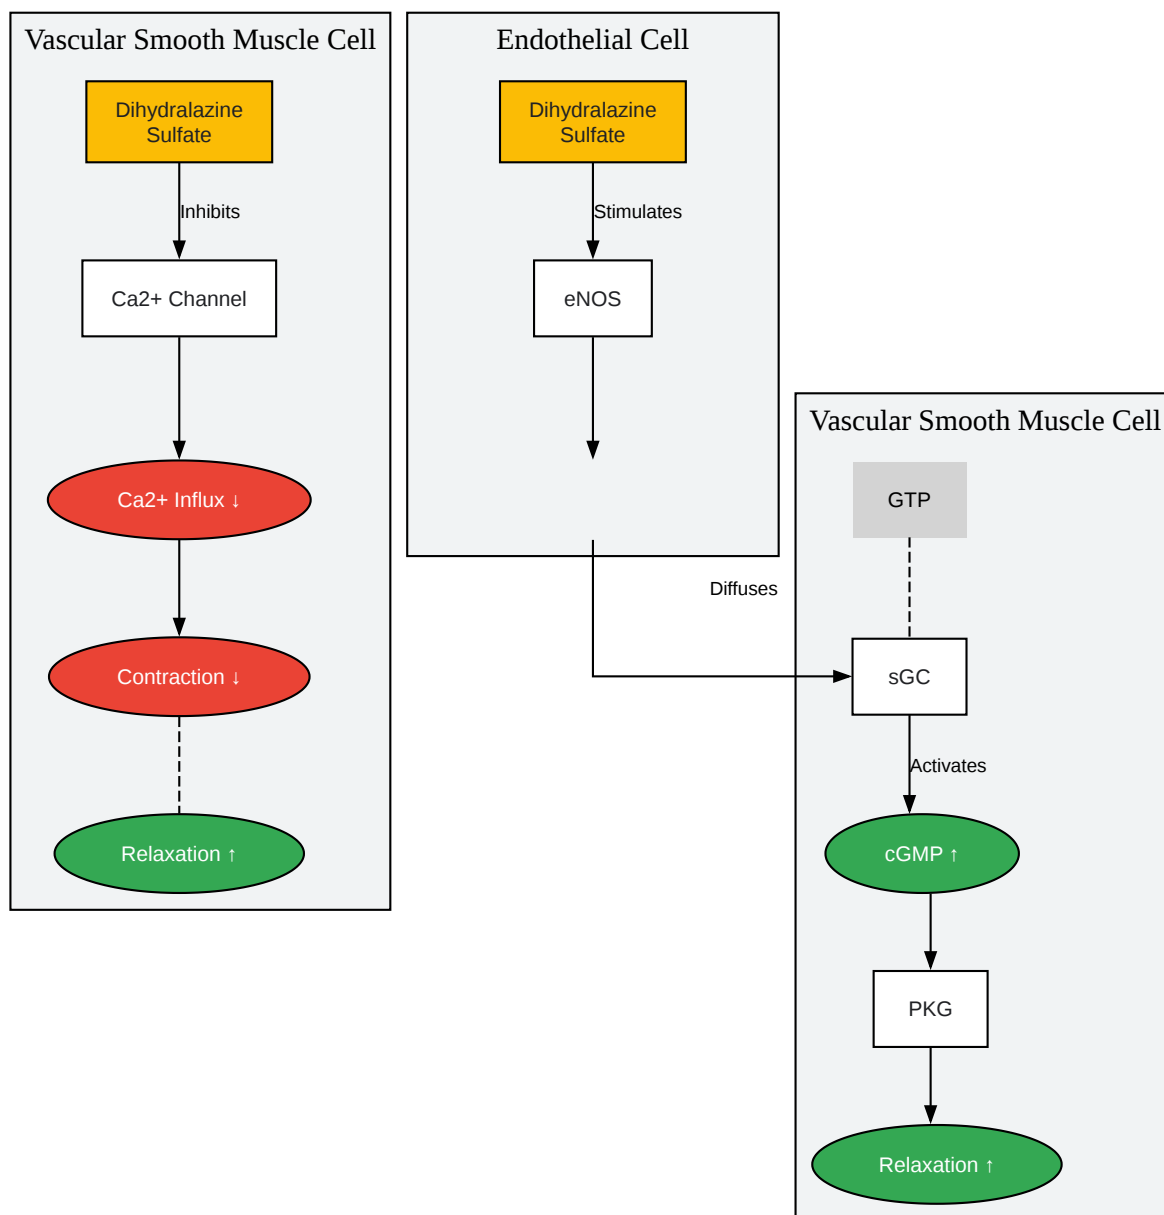 Vascular Smooth Muscle Cell
Dihydralazine
Sulfate
Inhibits
Ca2+ Channel
Ca2+ Influx ↓
Contraction ↓
Relaxation ↑
Endothelial Cell
Dihydralazine
Sulfate
Stimulates
eNOS
Diffuses
Vascular Smooth Muscle Cell
GTP
sGC
Activates
cGMP ↑
PKG
Relaxation ↑